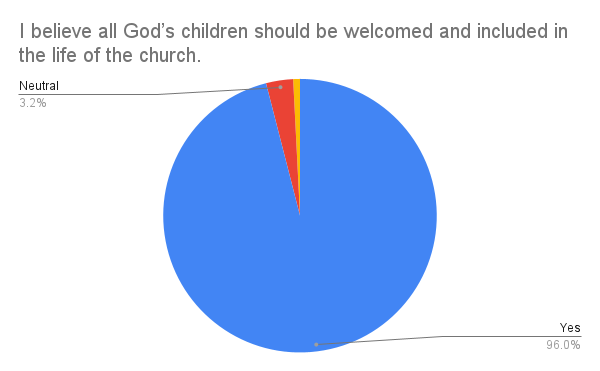 I believe all God’s children should be welcomed and included in
the life of the church.
Neutral
3.2%
Yes
96.0%